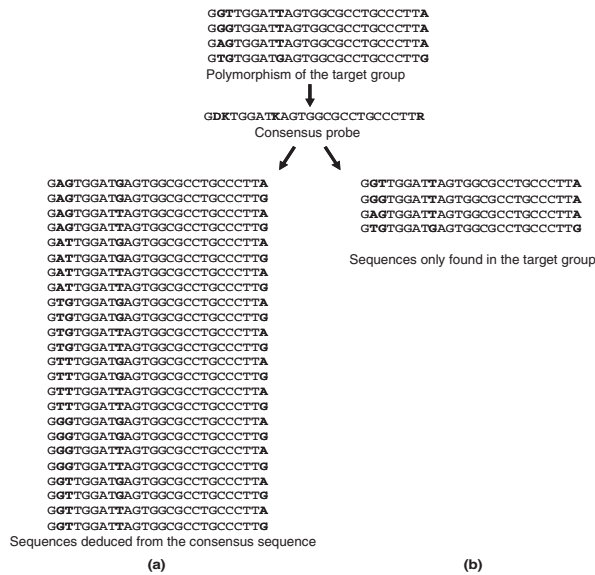 GGTTGGATTAGTGGCGCCTGCCCTTA
GGGTGGATTAGTGGCGCCTGCCCTTA
GAGTGGATTAGTGGCGCCTGCCCTTA
GTGTGGATGAGTGGCGCCTGCCCTTG
Polymorphism of the target group
GDKTGGATKAGTGGCGCCTGCCCTTR
Consensus probe
GAGTGGATGAGTGGCGCCTGCCCTTA
GAGTGGATGAGTGGCGCCTGCCCTTG
GAGTGGATTAGTGGCGCCTGCCCTTA
GAGTGGATTAGTGGCGCCTGCCCTTG
GATTGGATGAGTGGCGCCTGCCCTTA
GATTGGATGAGTGGCGCCTGCCCTTG
GATTGGATTAGTGGCGCCTGCCCTTA
GATTGGATTAGTGGCGCCTGCCCTTG
GTGTGGATGAGTGGCGCCTGCCCTTA
GTGTGGATGAGTGGCGCCTGCCCTTG
GTGTGGATTAGTGGCGCCTGCCCTTA
GTGTGGATTAGTGGCGCCTGCCCTTG
GTTTGGATGAGTGGCGCCTGCCCTTA
GTTTGGATGAGTGGCGCCTGCCCTTG
GTTTGGATTAGTGGCGCCTGCCCTTA
GTTTGGATTAGTGGCGCCTGCCCTTG
GGGTGGATGAGTGGCGCCTGCCCTTA
GGGTGGATGAGTGGCGCCTGCCCTTG
GGGTGGATTAGTGGCGCCTGCCCTTA
GGGTGGATTAGTGGCGCCTGCCCTTG
GGTTGGATGAGTGGCGCCTGCCCTTA
GGTTGGATGAGTGGCGCCTGCCCTTG
GGTTGGATTAGTGGCGCCTGCCCTTA
GGTTGGATTAGTGGCGCCTGCCCTTG
Sequences deduced from the consensus sequence
(a)
GGTTGGATTAGTGGCGCCTGCCCTTA
GGGTGGATTAGTGGCGCCTGCCCTTA
GAGTGGATTAGTGGCGCCTGCCCTTA
GTGTGGATGAGTGGCGCCTGCCCTTG
Sequences only found in the target group
(b)